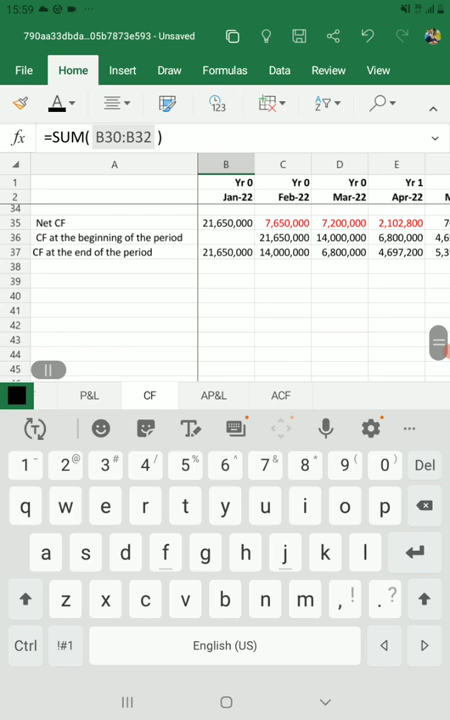 15:59
790aa33dbda...05b7873e593 - Unsaved
File Home Insert Draw Formulas Data Review View
A 123
fx =SUM( B30:B32 )
A B C D E
1 Yr 0 Yr 0 Yr 0 Yr 1
2 Jan-22 Feb-22 Mar-22 Apr-22
34
35 Net CF 21,650,000 7,650,000 7,200,000 2,102,800
36 CF at the beginning of the period 21,650,000 14,000,000 6,800,000
37 CF at the end of the period 21,650,000 14,000,000 6,800,000 4,697,200
38
39
40
41
42
43
44
45
P&L CF AP&L ACF
1 2 3 4 5 6 7 8 9 0 Del
q w e r t y u i o p
a s d f g h j k l
z x c v b n m , ! . ?
Ctrl !#1 English (US)